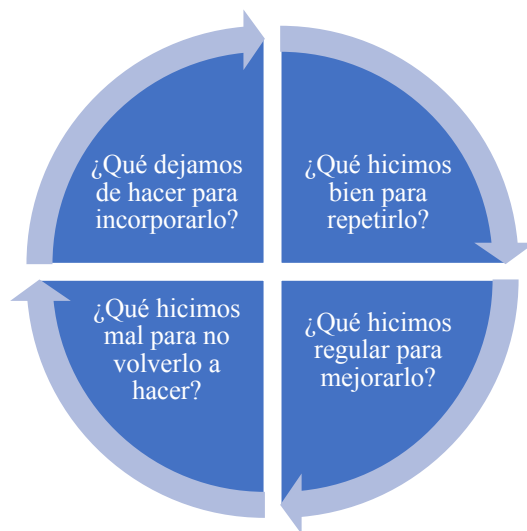 ¿Qué dejamos
de hacer para
incorporarlo?
¿Qué hicimos
bien para
repetirlo?
¿Qué hicimos
mal para no
volverlo a
hacer?
¿Qué hicimos
regular para
mejorarlo?